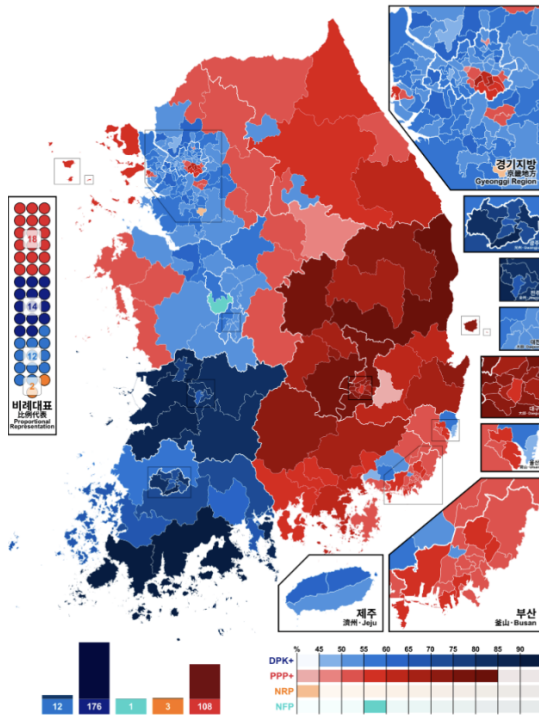 경기지방
京畿地方
Gyeonggi Region
18
14
12
2
비례대표
比例代表
Proportional
Representation
제주
濟州 · Jeju
부산
釜山 · Busan
% 45 50 55 60 65 70 75 80 85 90 95
DPK+
PPP+
NRP
NFP
12 176 1 3 108